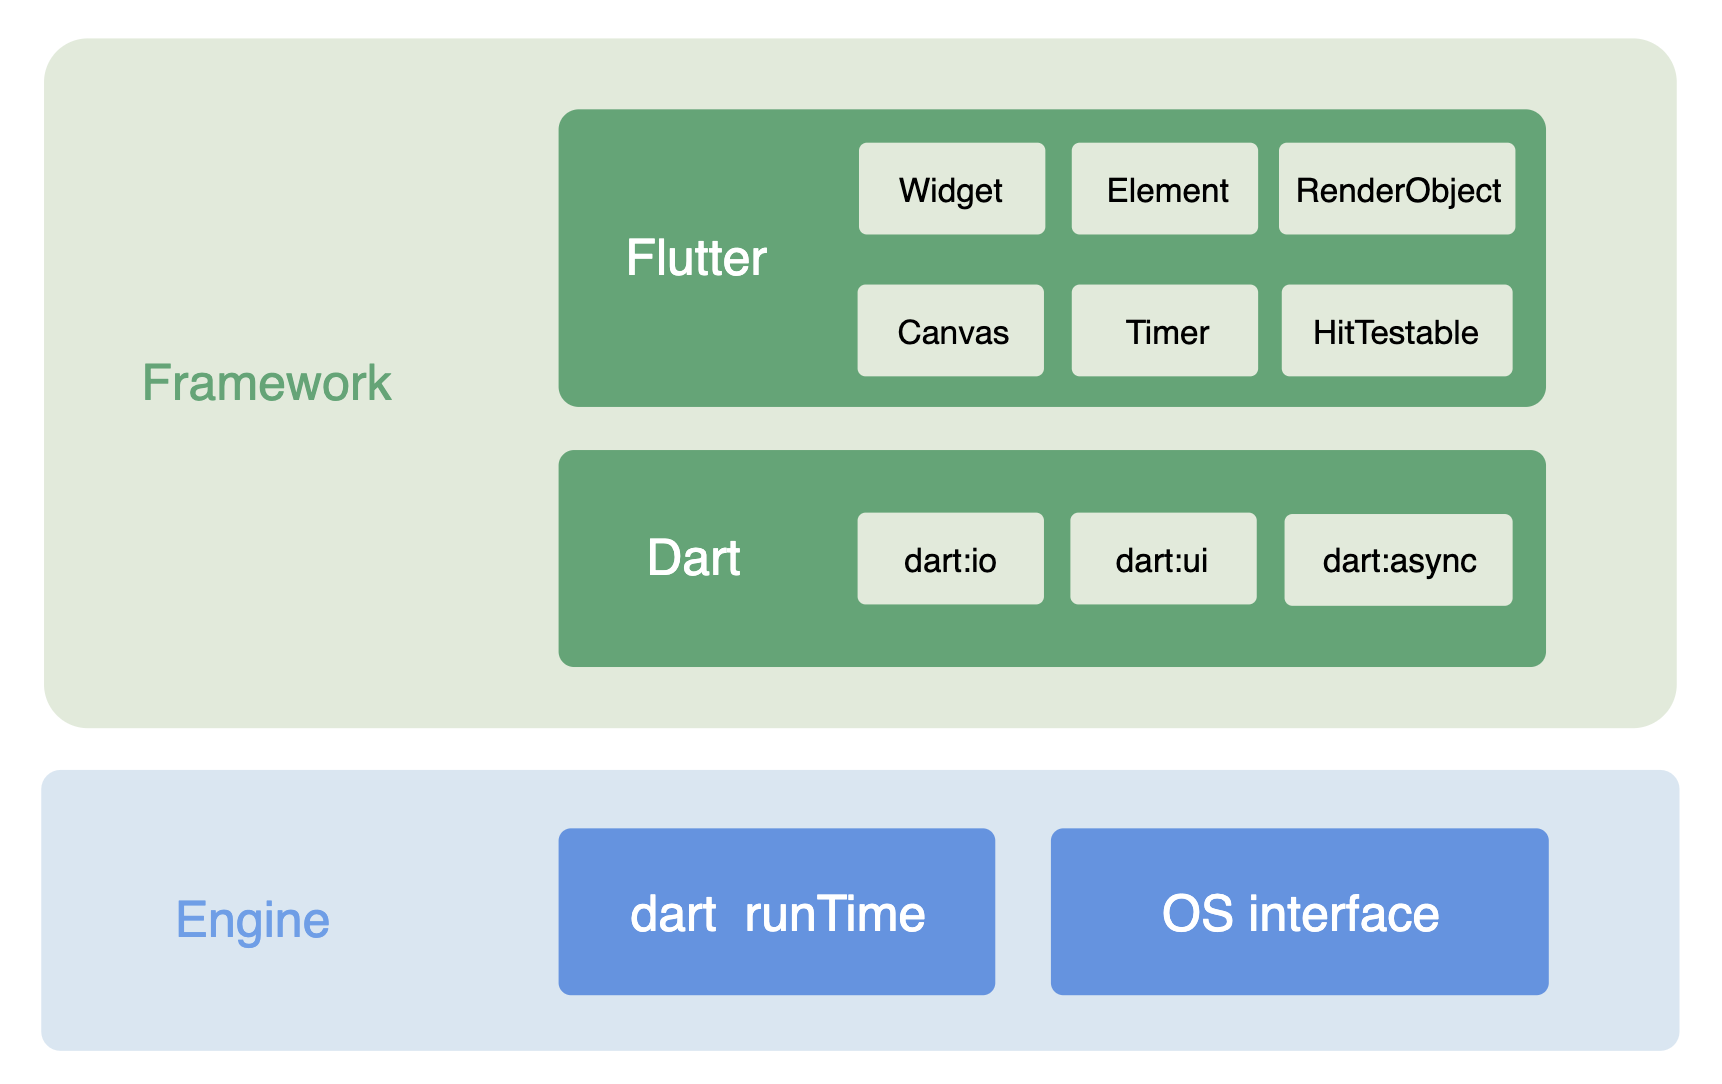 Framework
Flutter
Widget
Element
RenderObject
Canvas
Timer
HitTestable
Dart
dart:io
dart:ui
dart:async
Engine
dart runTime
OS interface